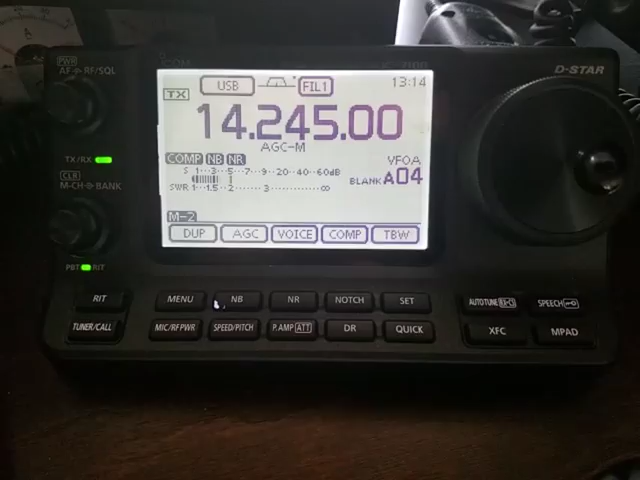 PWR
AF RF/SQL
TX/RX
CLR
M-CH BANK
PBT RIT
ICOM
D-STAR
USB
FIL1
13:14
TX
14.245.00
AGC-M
COMP NB NR
VFOA
S 1···3···5···7···9··20··40··60dB
BLANK A04
SWR 1···1.5···2·······3············∞
M-2
DUP AGC VOICE COMP TBW
RIT MENU NB NR NOTCH SET AUTOTUNE SPEECH
TUNER/CALL MIC/RF PWR SPEED/PITCH P.AMP ATT DR QUICK XFC MPAD